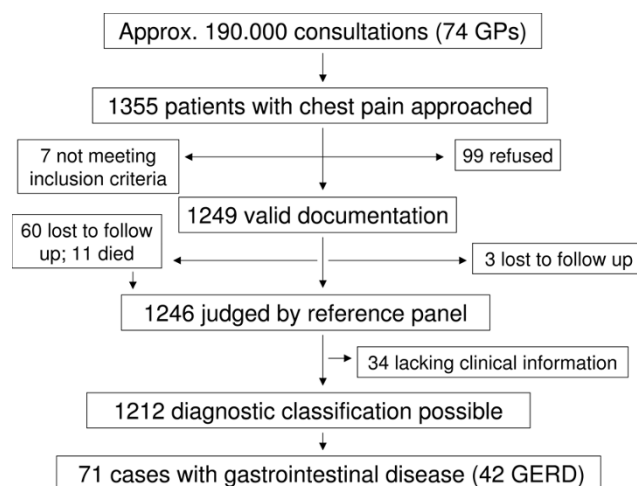 Approx. 190.000 consultations (74 GPs)
1355 patients with chest pain approached
7 not meeting
inclusion criteria
99 refused
1249 valid documentation
60 lost to follow
up; 11 died
3 lost to follow up
1246 judged by reference panel
34 lacking clinical information
1212 diagnostic classification possible
71 cases with gastrointestinal disease (42 GERD)